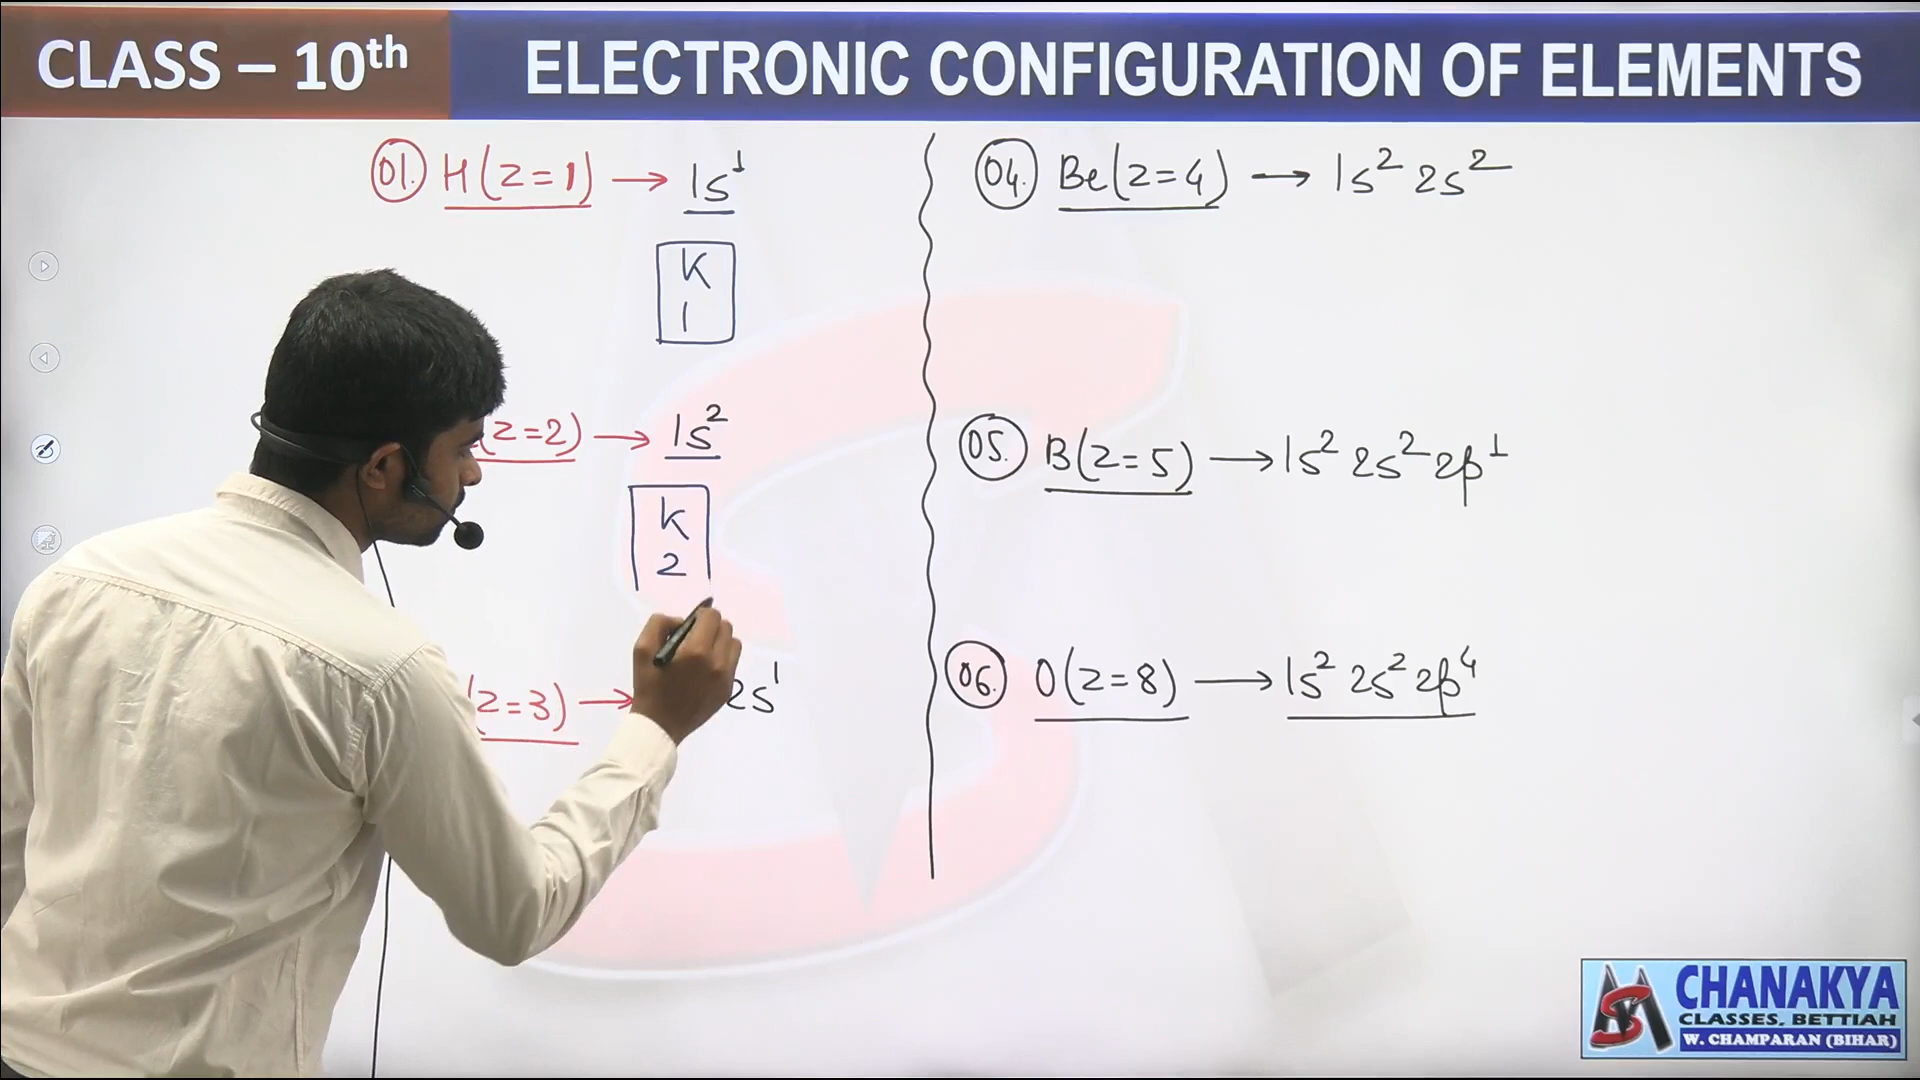 CLASS – 10th
ELECTRONIC CONFIGURATION OF ELEMENTS
01. H(z=1) → 1s¹
K
1
(z=2) → 1s²
K
2
(z=3) → 2s¹
04. Be(z=4) → 1s² 2s²
05. B(z=5) → 1s² 2s² 2p¹
06. O(z=8) → 1s² 2s² 2p⁴
CHANAKYA
CLASSES, BETTIAH
W. CHAMPARAN (BIHAR)